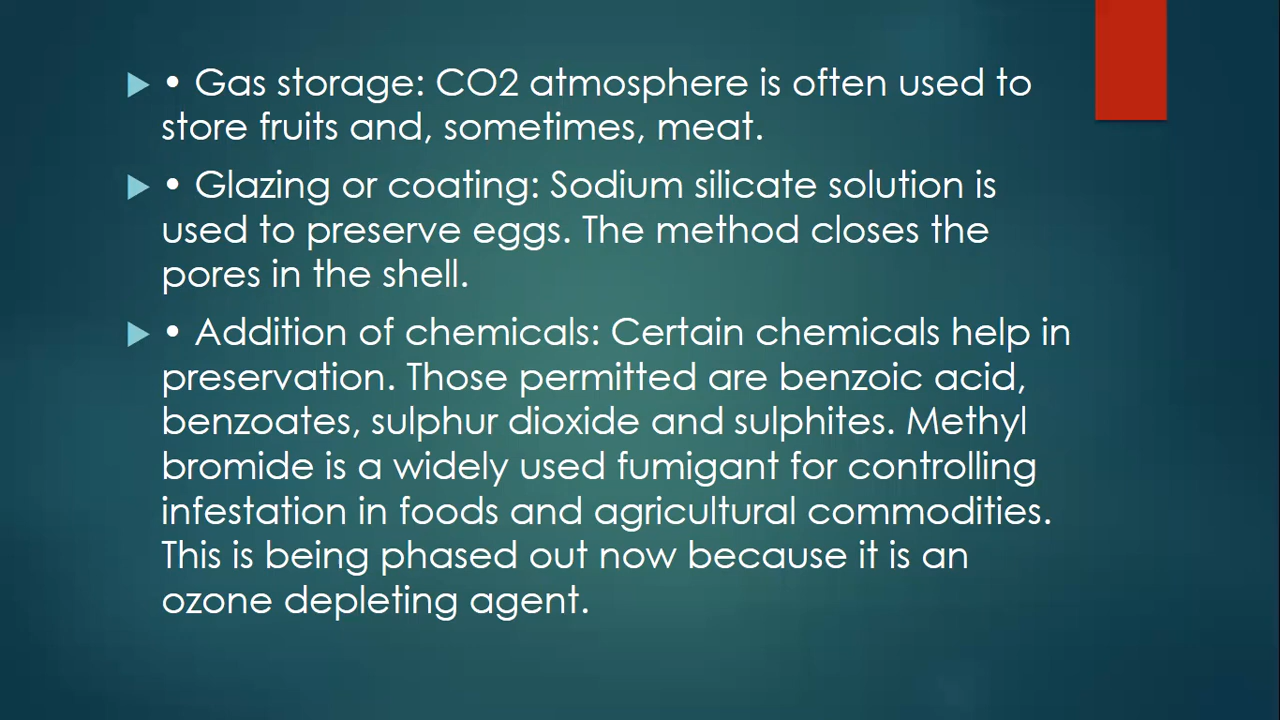 • Gas storage: CO2 atmosphere is often used to
store fruits and, sometimes, meat.
• Glazing or coating: Sodium silicate solution is
used to preserve eggs. The method closes the
pores in the shell.
• Addition of chemicals: Certain chemicals help in
preservation. Those permitted are benzoic acid,
benzoates, sulphur dioxide and sulphites. Methyl
bromide is a widely used fumigant for controlling
infestation in foods and agricultural commodities.
This is being phased out now because it is an
ozone depleting agent.